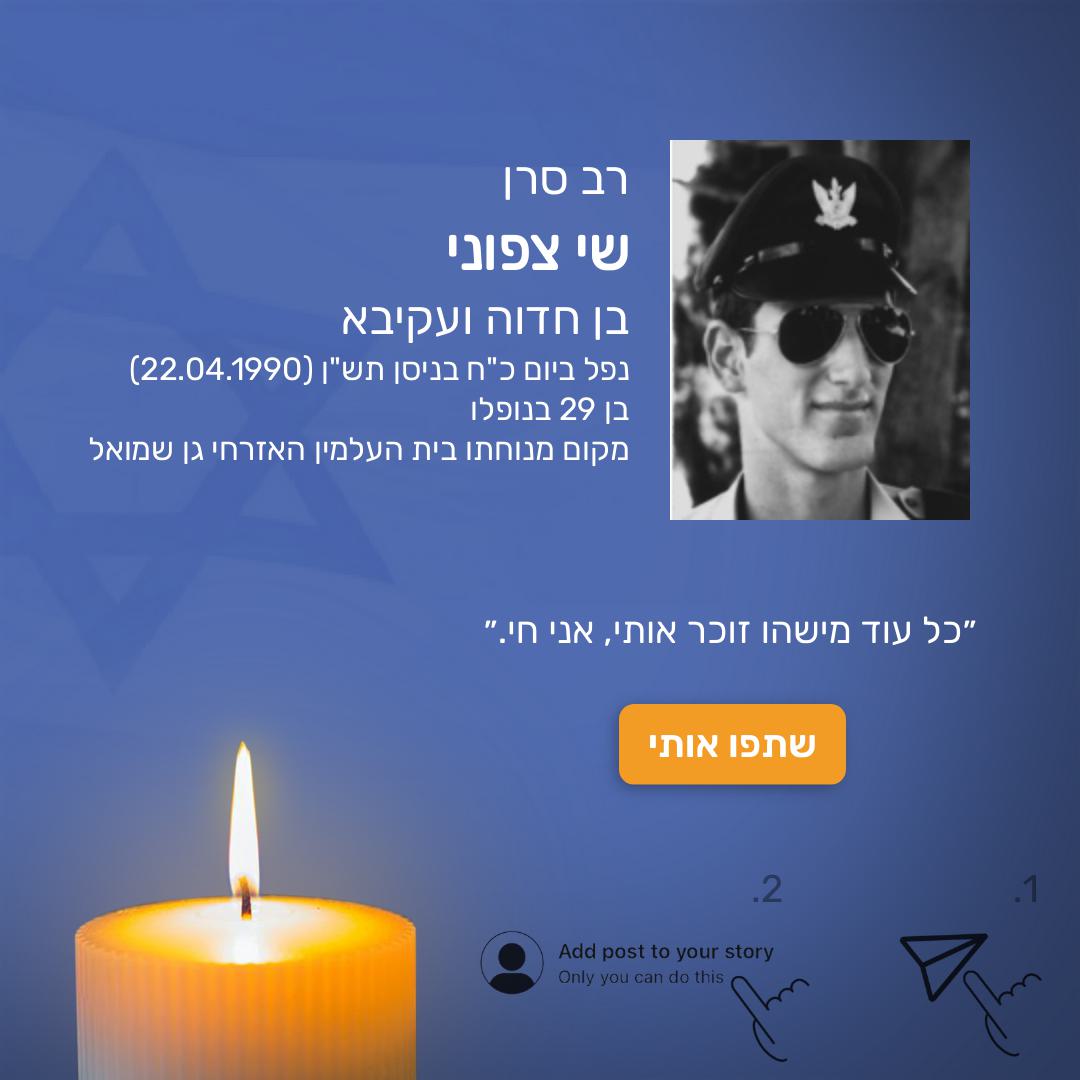 רב סרן
שי צפוני
בן חדוה ועקיבא
נפל ביום כ"ח בניסן תש"ן (22.04.1990)
בן 29 בנופלו
מקום מנוחתו בית העלמין האזרחי גן שמואל
״כל עוד מישהו זוכר אותי, אני חי.״
שתפו אותי
1.
2.
Add post to your story
Only you can do this